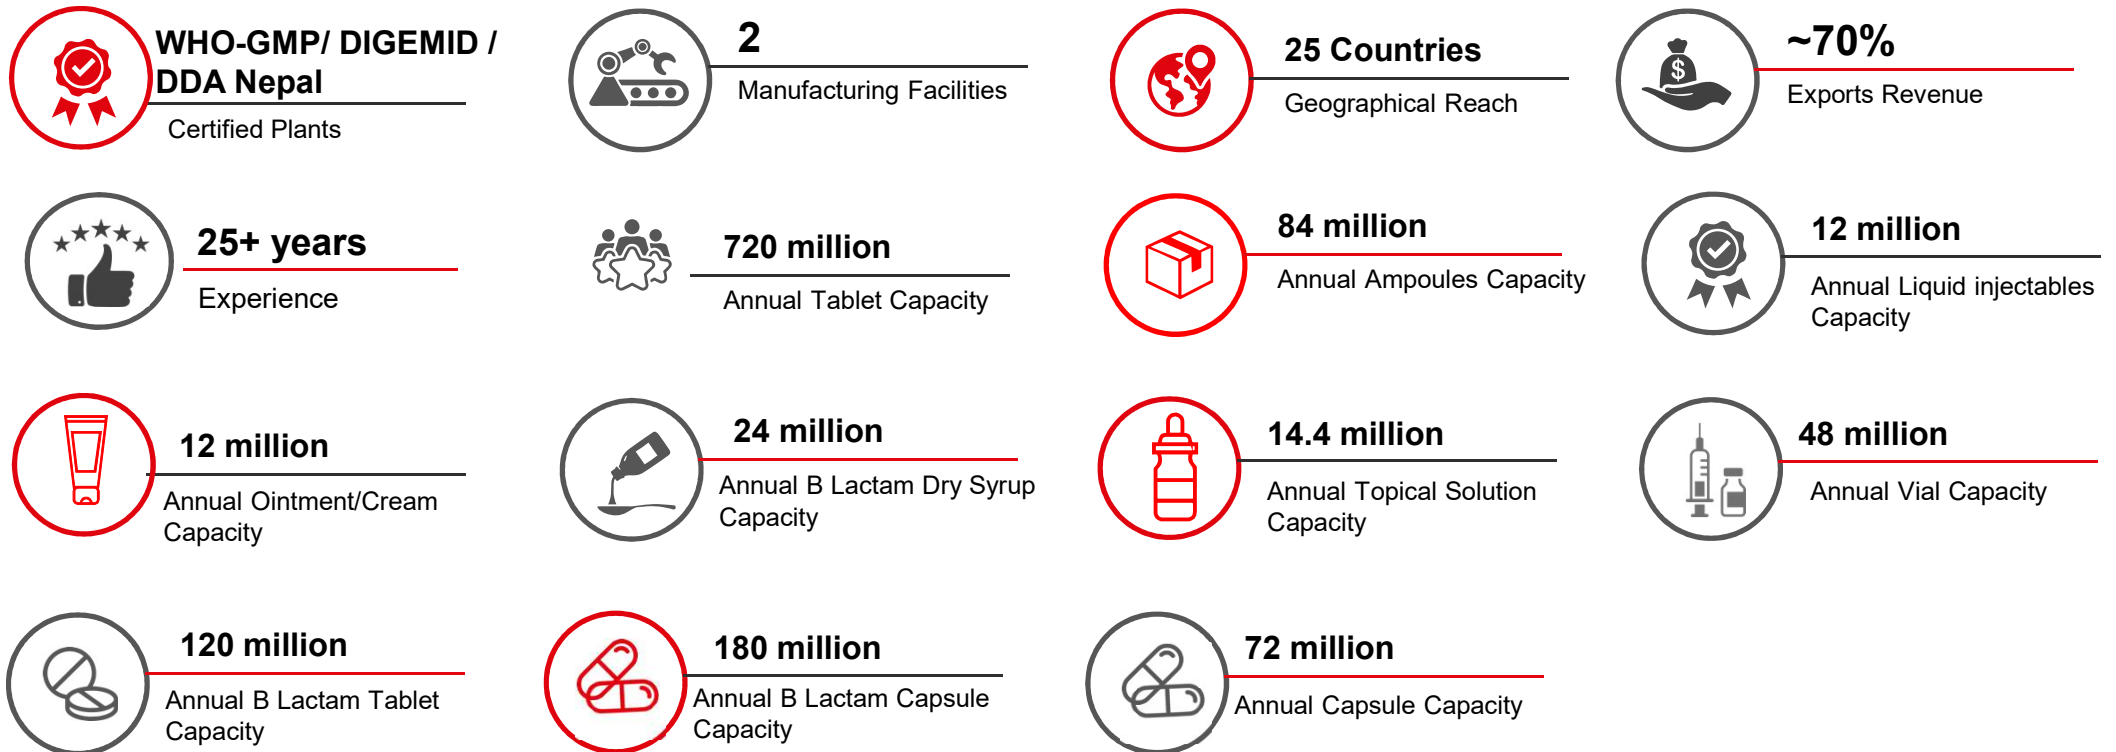 WHO-GMP/ DIGEMID /
DDA Nepal
Certified Plants
2
Manufacturing Facilities
25 Countries
Geographical Reach
~70%
$
Exports Revenue
25+ years
Experience
720 million
Annual Tablet Capacity
84 million
Annual Ampoules Capacity
12 million
Annual Liquid injectables
Capacity
12 million
Annual Ointment/Cream
Capacity
24 million
Annual B Lactam Dry Syrup
Capacity
14.4 million
Annual Topical Solution
Capacity
48 million
Annual Vial Capacity
120 million
Annual B Lactam Tablet
Capacity
180 million
Annual B Lactam Capsule
Capacity
72 million
Annual Capsule Capacity